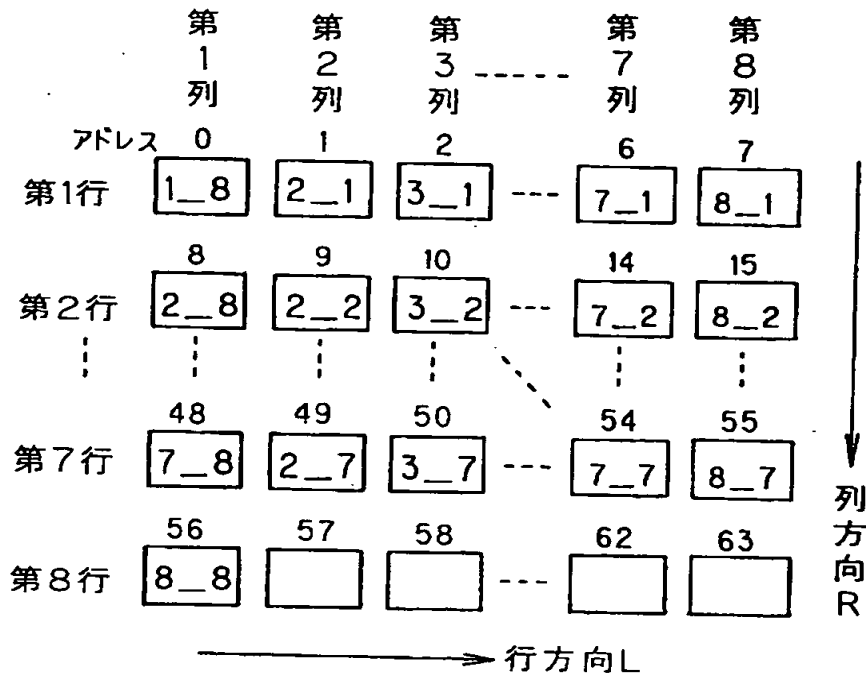 第1列 第2列 第3列 第7列 第8列
アドレス 0 1 2 6 7
第1行 1_8 2_1 3_1 7_1 8_1
8 9 10 14 15
第2行 2_8 2_2 3_2 7_2 8_2
48 49 50 54 55
第7行 7_8 2_7 3_7 7_7 8_7
56 57 58 62 63
第8行 8_8
列方向R
行方向L